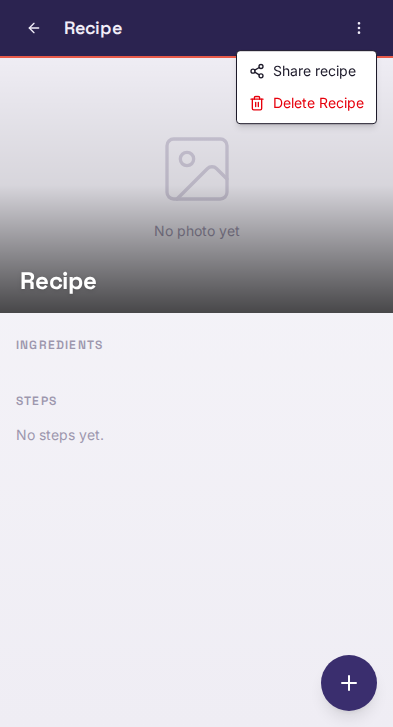 Recipe
Share recipe
Delete Recipe
No photo yet
Recipe
INGREDIENTS
STEPS
No steps yet.